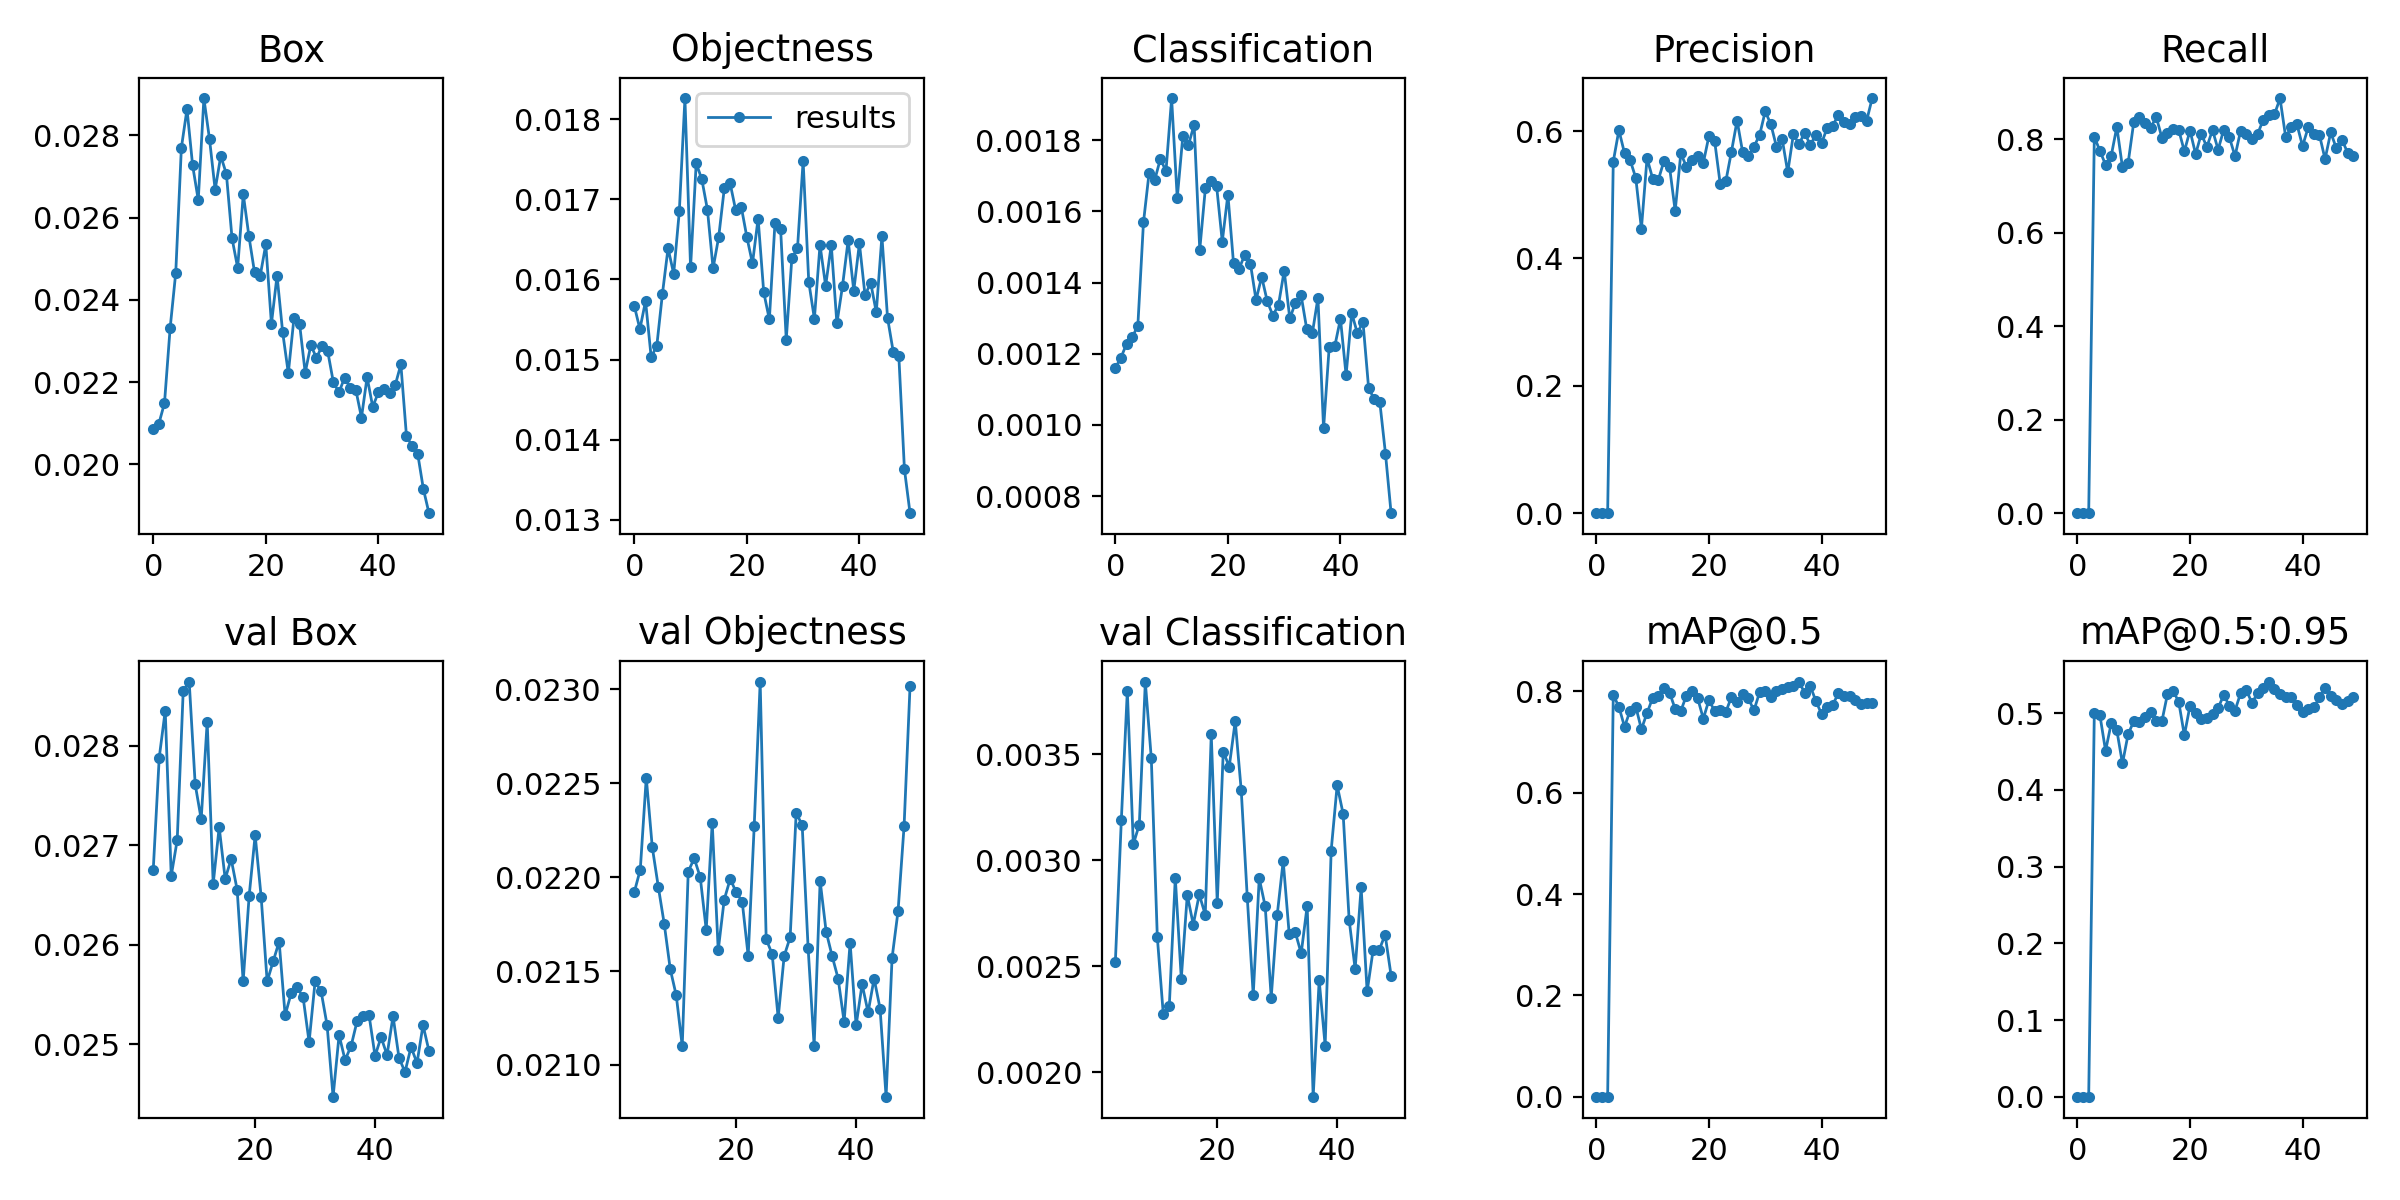 Box
0.028
0.026
0.024
0.022
0.020
0 20 40
Objectness
results
0.018
0.017
0.016
0.015
0.014
0.013
0 20 40
Classification
0.0018
0.0016
0.0014
0.0012
0.0010
0.0008
0 20 40
Precision
0.6
0.4
0.2
0.0
0 20 40
Recall
0.8
0.6
0.4
0.2
0.0
0 20 40
val Box
0.028
0.027
0.026
0.025
20 40
val Objectness
0.0230
0.0225
0.0220
0.0215
0.0210
20 40
val Classification
0.0035
0.0030
0.0025
0.0020
20 40
mAP@0.5
0.8
0.6
0.4
0.2
0.0
0 20 40
mAP@0.5:0.95
0.5
0.4
0.3
0.2
0.1
0.0
0 20 40